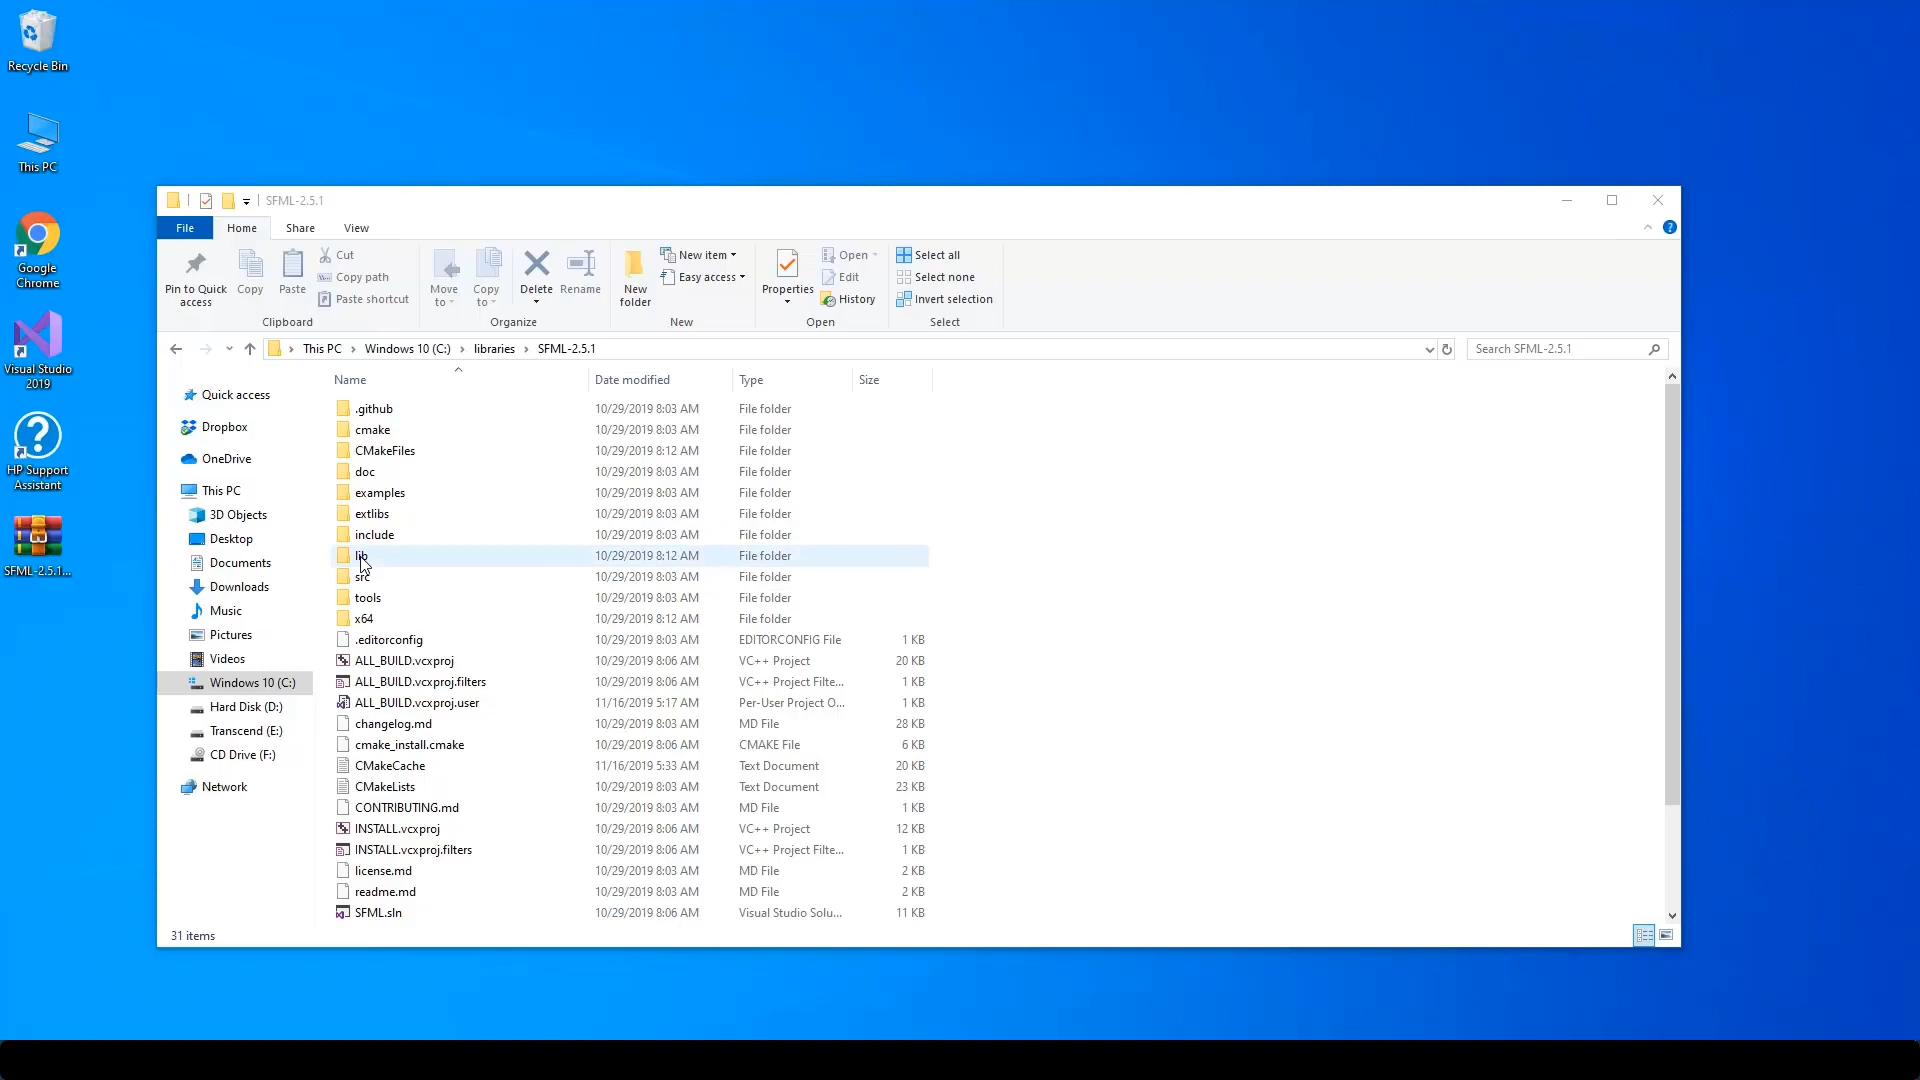 Recycle Bin
This PC
Google
Chrome
Visual Studio
2019
HP Support
Assistant
SFML-2.5.1...
SFML-2.5.1
File Home Share View
Pin to Quick
access
Copy
Paste
Cut
Copy path
Paste shortcut
Clipboard
Move
to
Copy
to
Delete
Rename
Organize
New
folder
New item
Easy access
New
Properties
Open
Edit
History
Open
Select all
Select none
Invert selection
Select
This PC > Windows 10 (C:) > libraries > SFML-2.5.1
Search SFML-2.5.1
Quick access
Dropbox
OneDrive
This PC
3D Objects
Desktop
Documents
Downloads
Music
Pictures
Videos
Windows 10 (C:)
Hard Disk (D:)
Transcend (E:)
CD Drive (F:)
Network
Name Date modified Type Size
.github 10/29/2019 8:03 AM File folder
cmake 10/29/2019 8:03 AM File folder
CMakeFiles 10/29/2019 8:12 AM File folder
doc 10/29/2019 8:03 AM File folder
examples 10/29/2019 8:03 AM File folder
extlibs 10/29/2019 8:03 AM File folder
include 10/29/2019 8:03 AM File folder
lib 10/29/2019 8:12 AM File folder
src 10/29/2019 8:03 AM File folder
tools 10/29/2019 8:03 AM File folder
x64 10/29/2019 8:12 AM File folder
.editorconfig 10/29/2019 8:03 AM EDITORCONFIG File 1 KB
ALL_BUILD.vcxproj 10/29/2019 8:06 AM VC++ Project 20 KB
ALL_BUILD.vcxproj.filters 10/29/2019 8:06 AM VC++ Project Filte... 1 KB
ALL_BUILD.vcxproj.user 11/16/2019 5:17 AM Per-User Project O... 1 KB
changelog.md 10/29/2019 8:03 AM MD File 28 KB
cmake_install.cmake 10/29/2019 8:06 AM CMAKE File 6 KB
CMakeCache 11/16/2019 5:33 AM Text Document 20 KB
CMakeLists 10/29/2019 8:03 AM Text Document 23 KB
CONTRIBUTING.md 10/29/2019 8:03 AM MD File 1 KB
INSTALL.vcxproj 10/29/2019 8:06 AM VC++ Project 12 KB
INSTALL.vcxproj.filters 10/29/2019 8:06 AM VC++ Project Filte... 1 KB
license.md 10/29/2019 8:03 AM MD File 2 KB
readme.md 10/29/2019 8:03 AM MD File 2 KB
SFML.sln 10/29/2019 8:06 AM Visual Studio Solu... 11 KB
31 items